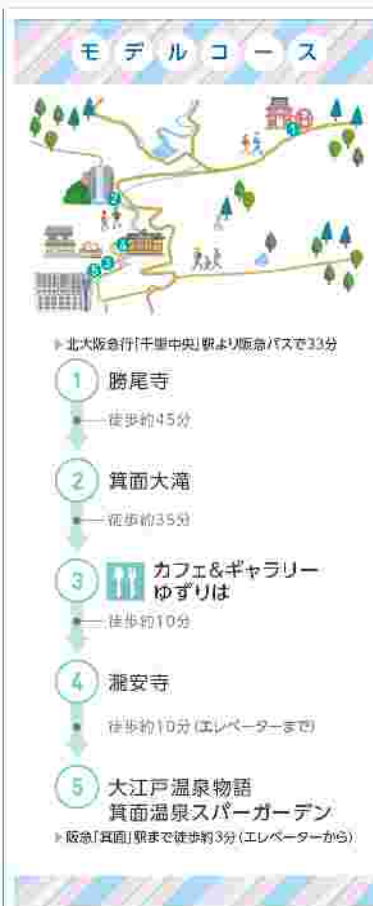 モデルコース
1
2
4
3
5
▶北大阪急行「千里中央」駅より阪急バスで33分
1 勝尾寺
徒歩約45分
2 箕面大滝
徒歩約35分
3 カフェ&ギャラリー
ゆずりは
徒歩約10分
4 瀧安寺
徒歩約10分(エレベーターまで)
5 大江戸温泉物語
箕面温泉スパーガーデン
▶阪急「箕面」駅まで徒歩約3分(エレベーターから)